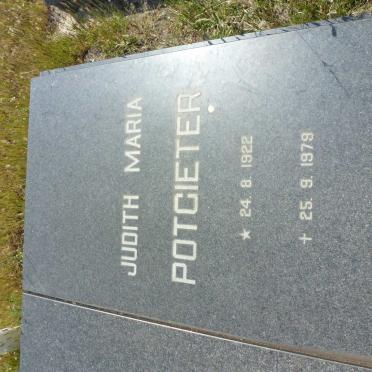 JUDITH MARIA
POTGIETER
★ 24. 8. 1922
✝ 25. 9. 1979